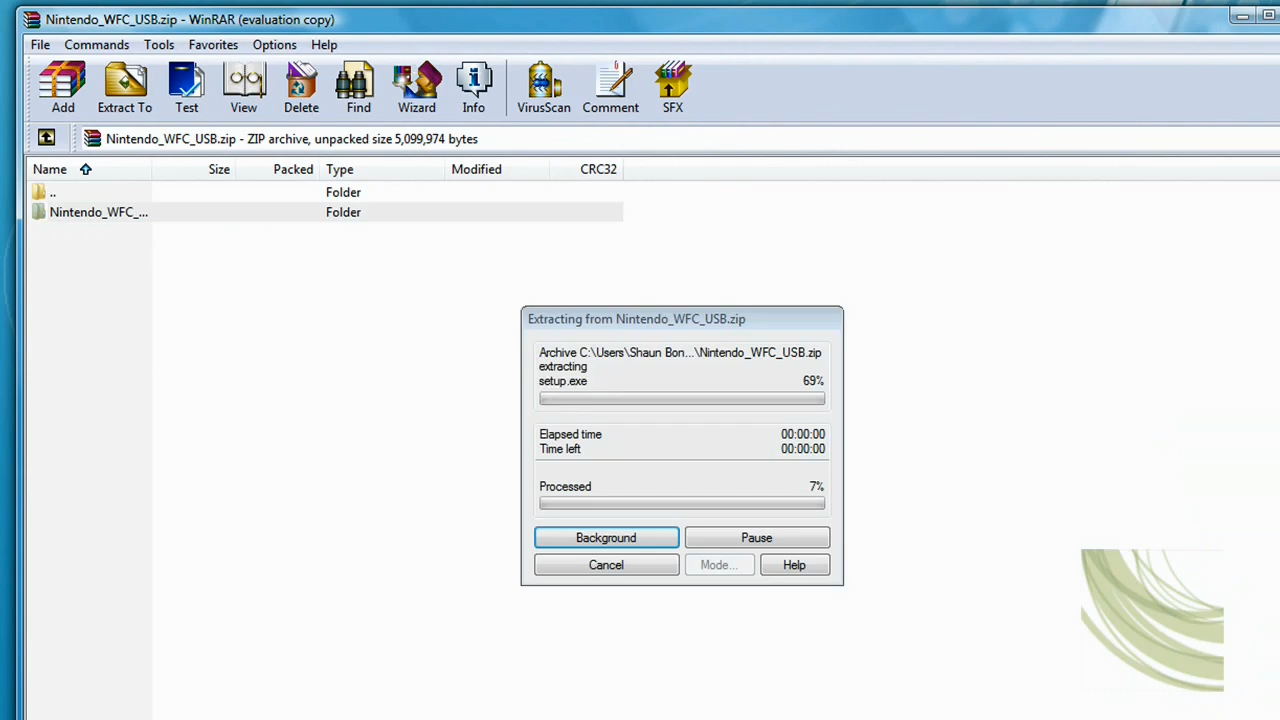 Nintendo_WFC_USB.zip - WinRAR (evaluation copy)
File Commands Tools Favorites Options Help
Add Extract To Test View Delete Find Wizard Info VirusScan Comment SFX
Nintendo_WFC_USB.zip - ZIP archive, unpacked size 5,099,974 bytes
Name Size Packed Type Modified CRC32
.. Folder
Nintendo_WFC_... Folder
Extracting from Nintendo_WFC_USB.zip
Archive C:\Users\Shaun Bon...\Nintendo_WFC_USB.zip
extracting
setup.exe 69%
Elapsed time 00:00:00
Time left 00:00:00
Processed 7%
Background Pause
Cancel Mode... Help